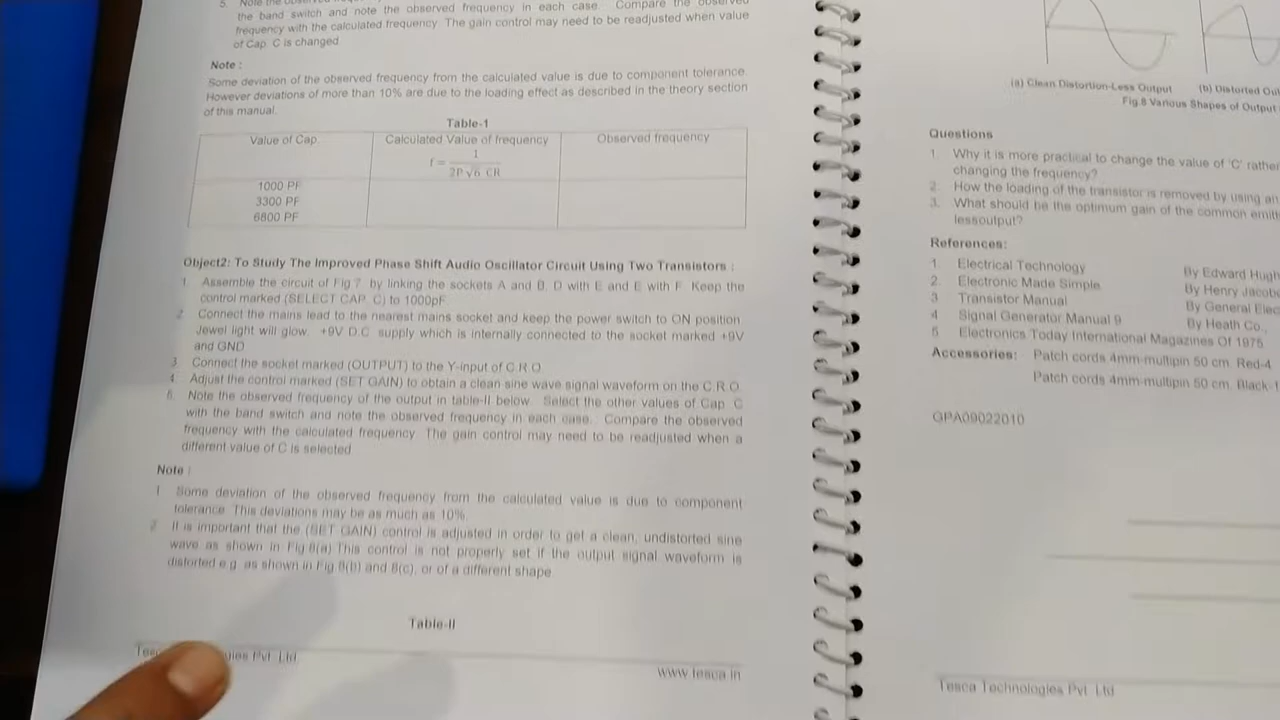 5. Note the observed
the band switch and note the observed frequency in each case. Compare the observed
frequency with the calculated frequency. The gain control may need to be readjusted when value
of Cap. C is changed.
Note :
Some deviation of the observed frequency from the calculated value is due to component tolerance.
However deviations of more than 10% are due to the loading effect as described in the theory section
of this manual.
Table-1
Value of Cap. Calculated Value of frequency Observed frequency
f = 1 / 2P√6 CR
1000 PF
3300 PF
6800 PF
Object2: To Study The Improved Phase Shift Audio Oscillator Circuit Using Two Transistors :
1. Assemble the circuit of Fig 7 by linking the sockets A and B, D with E and E with F. Keep the
control marked (SELECT CAP. C) to 1000pF.
2. Connect the mains lead to the nearest mains socket and keep the power switch to ON position.
Jewel light will glow. +9V D.C. supply which is internally connected to the socket marked +9V
and GND.
3. Connect the socket marked (OUTPUT) to the Y-input of C.R.O.
4. Adjust the control marked (SET GAIN) to obtain a clean sine wave signal waveform on the C.R.O.
5. Note the observed frequency of the output in table-II below. Select the other values of Cap. C
with the band switch and note the observed frequency in each case. Compare the observed
frequency with the calculated frequency. The gain control may need to be readjusted when a
different value of C is selected.
Note :
1. Some deviation of the observed frequency from the calculated value is due to component
tolerance. This deviations may be as much as 10%.
2. It is important that the (SET GAIN) control is adjusted in order to get a clean, undistorted sine
wave as shown in Fig 8(a).This control is not properly set if the output signal waveform is
distorted e.g. as shown in Fig 8(b) and 8(c), or of a different shape.
Table-II
Pvt. Ltd.
www.tesca.in
(a) Clean Distortion-Less Output (b) Distorted
Fig.8 Various Shapes of Output
Questions
1. Why it is more practical to change the value of 'C' rather
changing the frequency?
2. How the loading of the transistor is removed by using an
3. What should be the optimum gain of the common
lessoutput?
References:
1. Electrical Technology By Edward
2. Electronic Made Simple By Henry
3. Transistor Manual By General
4. Signal Generator Manual 9 By Heath Co.,
5. Electronics Today International Magazines Of 1975
Accessories: Patch cords 4mm-multipin 50 cm. Red-4
Patch cords 4mm-multipin 50 cm. Black-
GPA09022010
Tesca Technologies Pvt. Ltd.